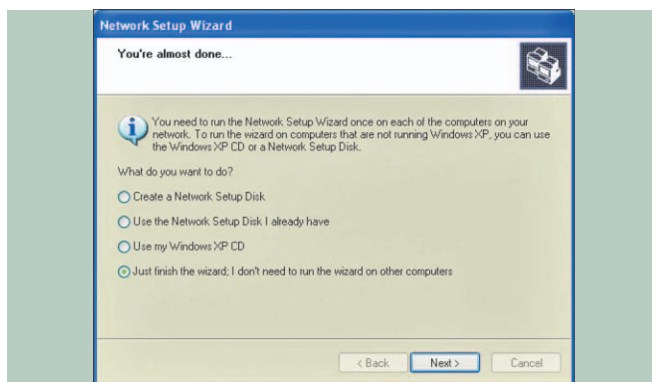 Network Setup Wizard
You're almost done...
You need to run the Network Setup Wizard once on each of the computers on your
network. To run the wizard on computers that are not running Windows XP, you can use
the Windows XP CD or a Network Setup Disk.
What do you want to do?
Create a Network Setup Disk
Use the Network Setup Disk I already have
Use my Windows XP CD
Just finish the wizard; I don't need to run the wizard on other computers
< Back Next > Cancel